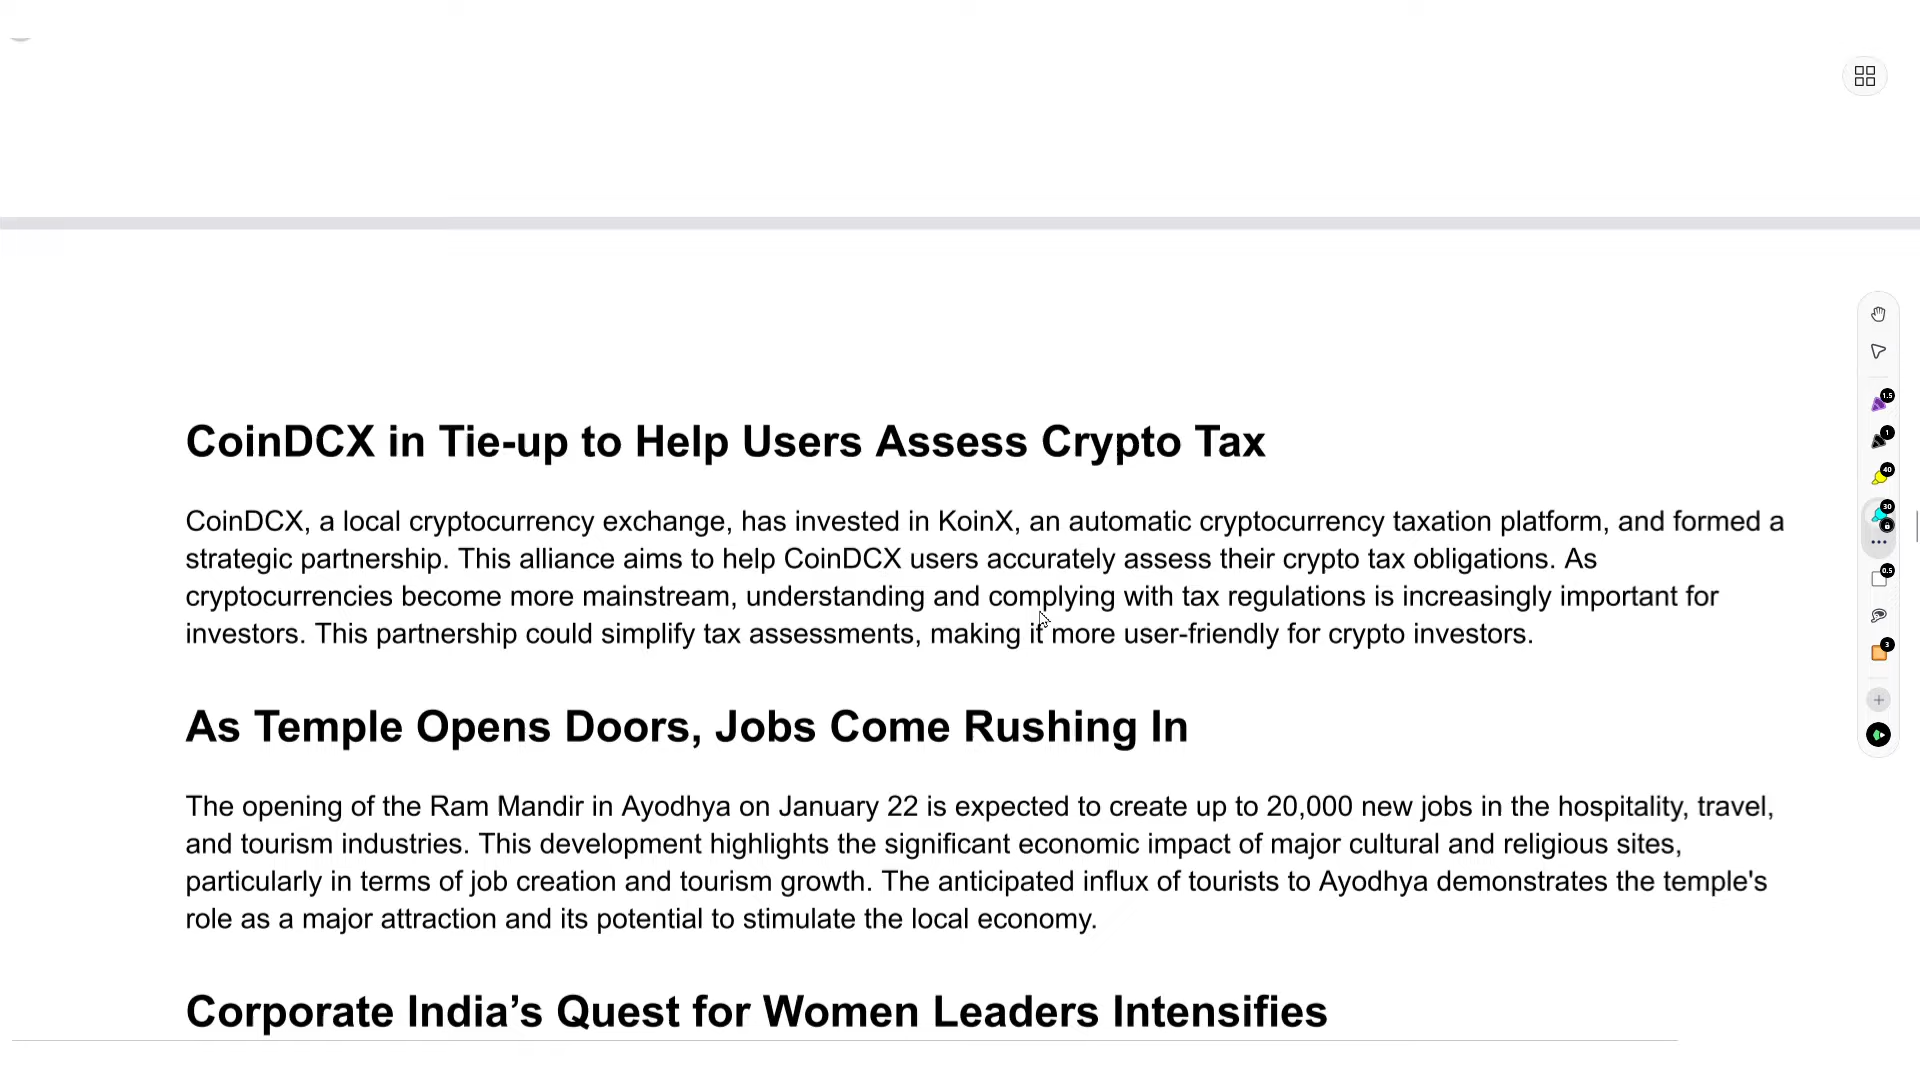 CoinDCX in Tie-up to Help Users Assess Crypto Tax
CoinDCX, a local cryptocurrency exchange, has invested in KoinX, an automatic cryptocurrency taxation platform, and formed a
strategic partnership. This alliance aims to help CoinDCX users accurately assess their crypto tax obligations. As
cryptocurrencies become more mainstream, understanding and complying with tax regulations is increasingly important for
investors. This partnership could simplify tax assessments, making it more user-friendly for crypto investors.
As Temple Opens Doors, Jobs Come Rushing In
The opening of the Ram Mandir in Ayodhya on January 22 is expected to create up to 20,000 new jobs in the hospitality, travel,
and tourism industries. This development highlights the significant economic impact of major cultural and religious sites,
particularly in terms of job creation and tourism growth. The anticipated influx of tourists to Ayodhya demonstrates the temple's
role as a major attraction and its potential to stimulate the local economy.
Corporate India’s Quest for Women Leaders Intensifies
1.5
1
40
30
0.5
3